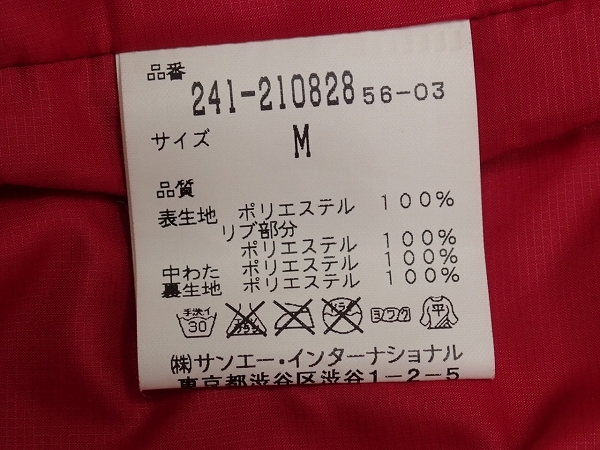 品番
241-210828 56-03
サイズ M
品質
表生地 ポリエステル 100%
リブ部分
ポリエステル 100%
中わた ポリエステル 100%
裏生地 ポリエステル 100%
手洗イ 30 平
(株)サンエー・インターナショナル
東京都渋谷区渋谷1-2-5